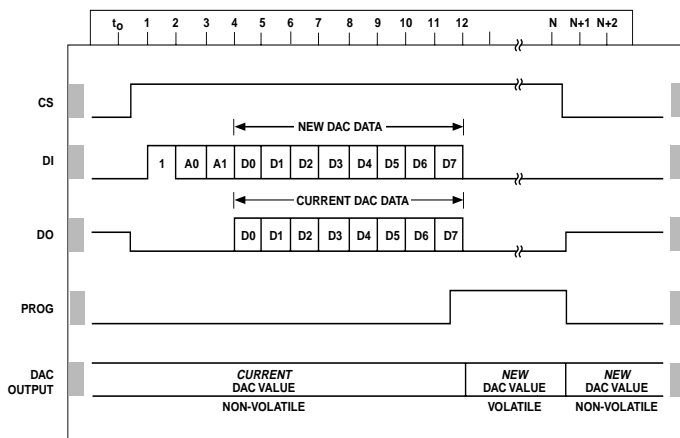 to 1 2 3 4 5 6 7 8 9 10 11 12 N N+1 N+2
CS
NEW DAC DATA
DI 1 A0 A1 D0 D1 D2 D3 D4 D5 D6 D7
CURRENT DAC DATA
DO D0 D1 D2 D3 D4 D5 D6 D7
PROG
DAC OUTPUT
CURRENT DAC VALUE
NON-VOLATILE
NEW DAC VALUE
VOLATILE
NEW DAC VALUE
NON-VOLATILE